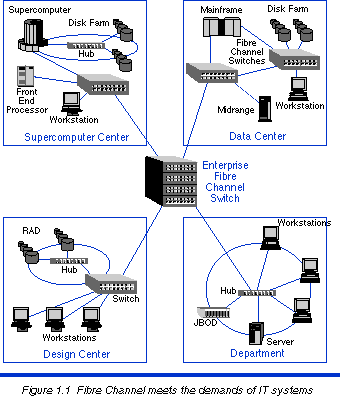 Supercomputer
Disk Farm
Hub
Front
End
Processor
Workstation
Supercomputer Center
Mainframe
Disk Farm
Fibre
Channel
Switches
Workstation
Midrange
Data Center
Enterprise
Fibre
Channel
Switch
RAD
Hub
Switch
Workstations
Design Center
Workstations
Hub
JBOD
Server
Department
Figure 1.1 Fibre Channel meets the demands of IT systems